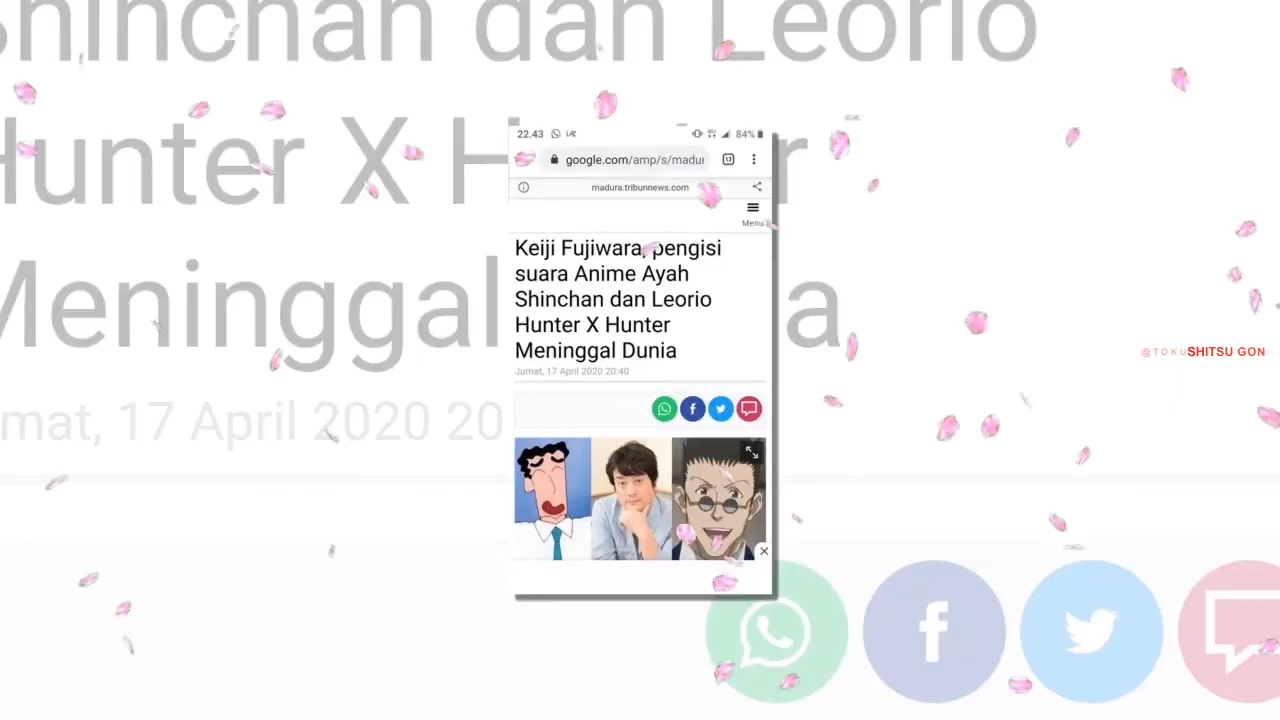 Shinchan dan Leorio
Hunter X H r
Meninggal a
umat, 17 April 2020 20
22.43 84%
google.com/amp/s/madur
13
madura.tribunnews.com
Menu
Keiji Fujiwara, pengisi
suara Anime Ayah
Shinchan dan Leorio
Hunter X Hunter
Meninggal Dunia
Jumat, 17 April 2020 20:40
@TOKUSHITSU GON